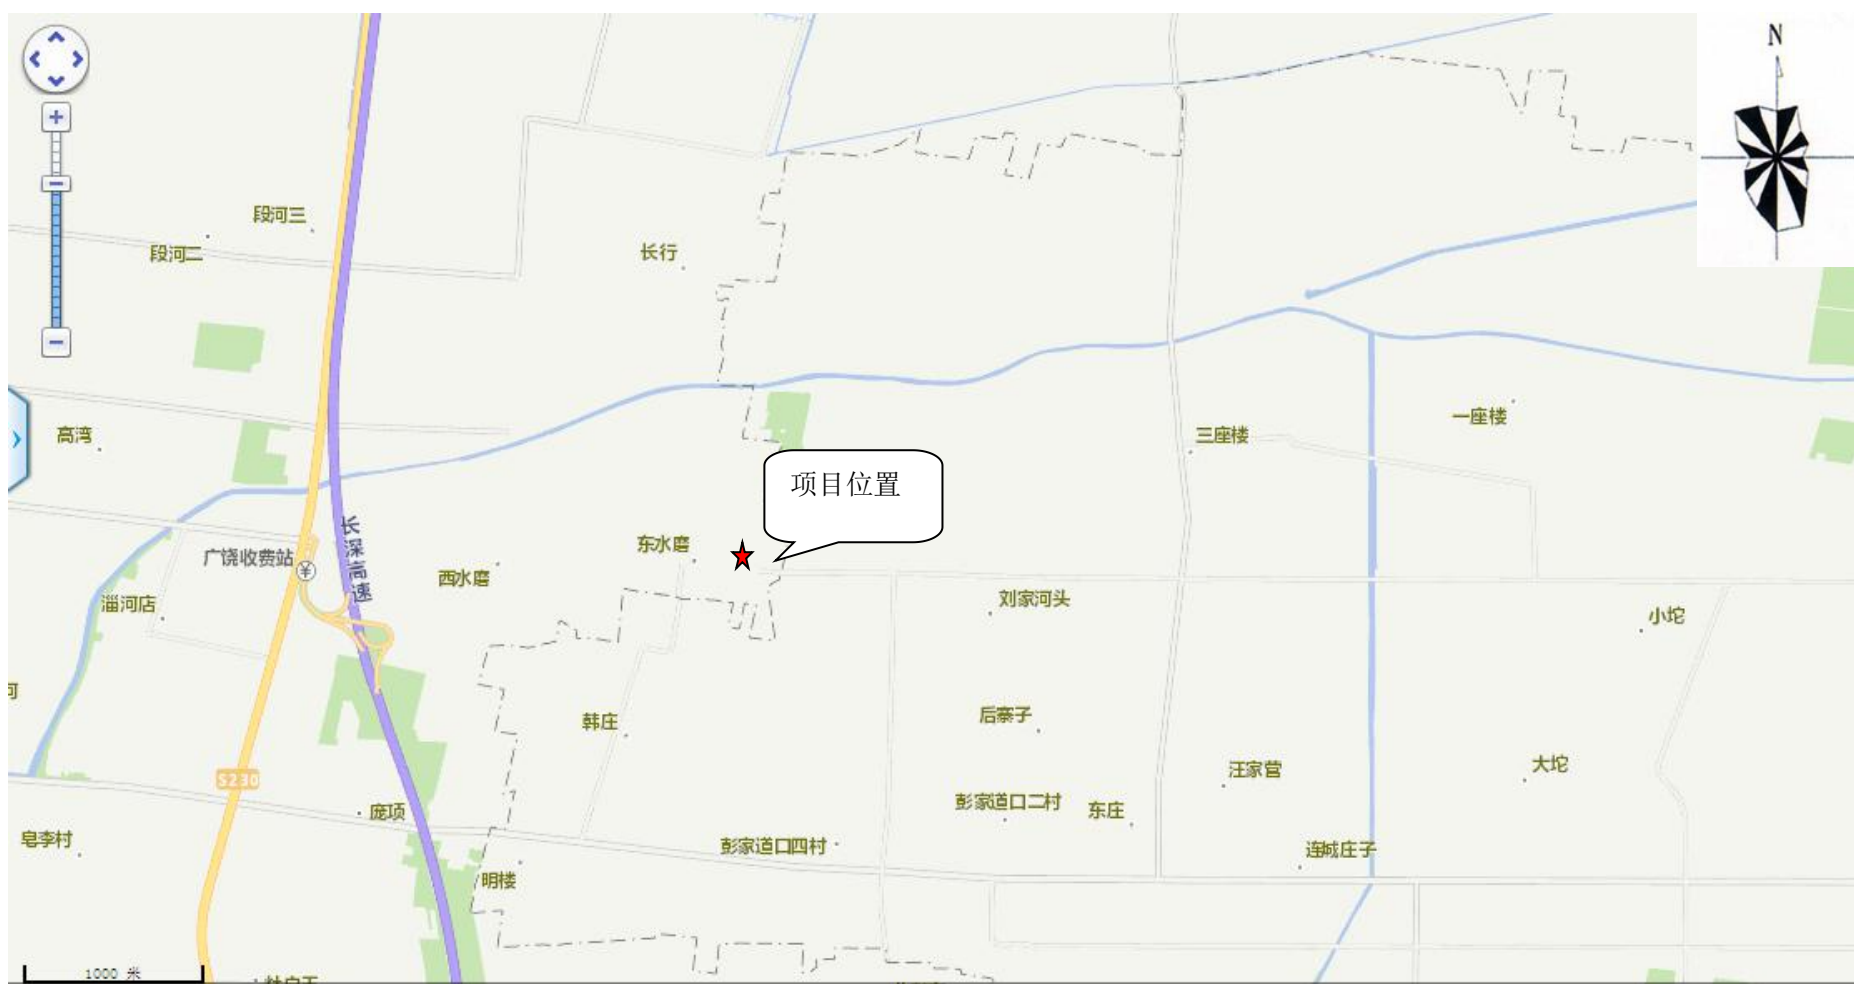 N
段河三
段河二
长行
高湾
一座楼
三座楼
项目位置
长深高速
东水磨
广饶收费站
西水磨
淄河店
刘家河头
小坨
河
韩庄
后寨子
汪家营
大坨
S230
彭家道口二村
东庄
庞项
皂李村
彭家道口四村
连城庄子
明楼
1000 米